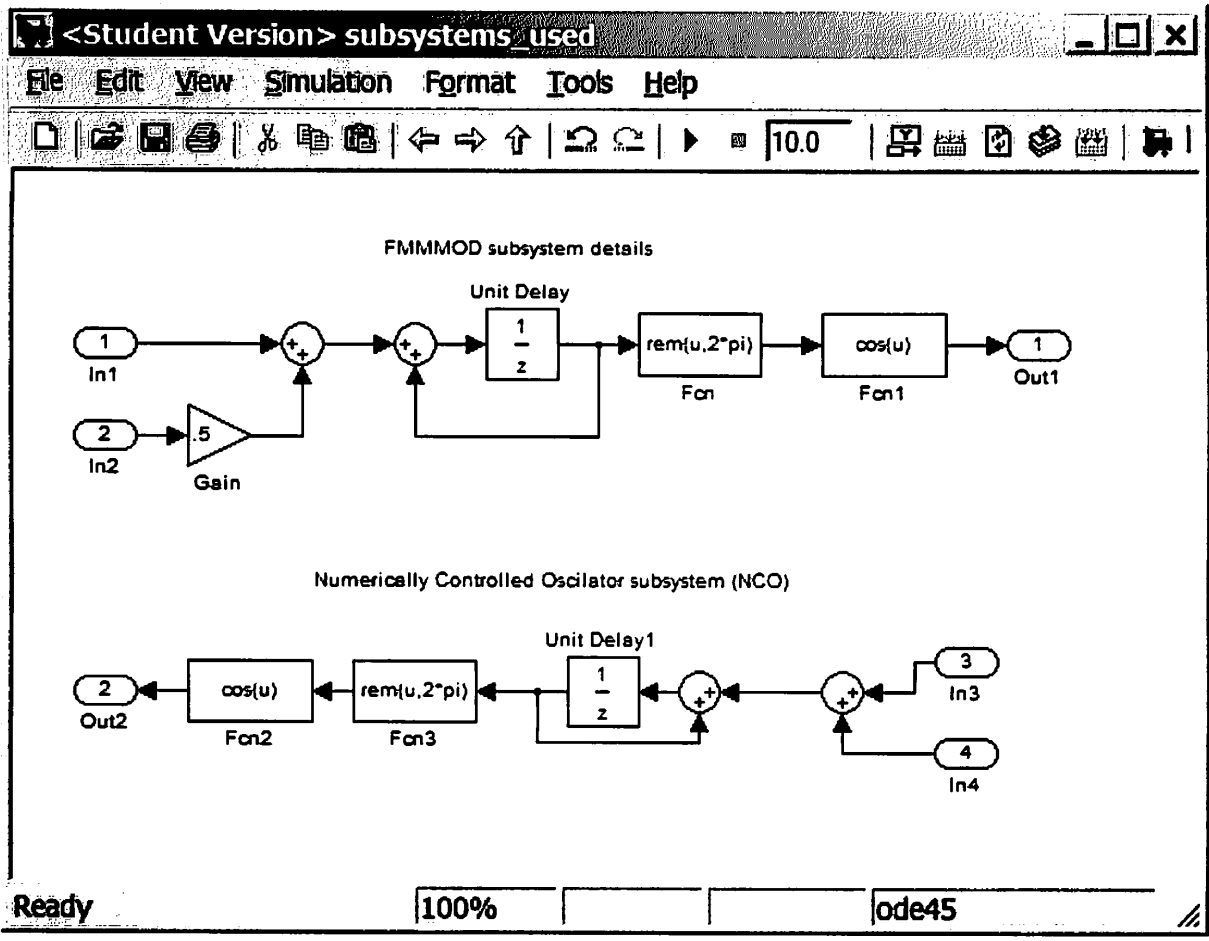 <Student Version> subsystems_used
File Edit View Simulation Format Tools Help
10.0
FMMMOD subsystem details
Unit Delay
1
In1
+
+
+
+
1
z
rem(u,2*pi)
Fcn
cos(u)
Fcn1
1
Out1
2
In2
.5
Gain
Numerically Controlled Oscilator subsystem (NCO)
Unit Delay1
2
Out2
cos(u)
Fcn2
rem(u,2*pi)
Fcn3
1
z
+
+
+
+
3
In3
4
In4
Ready 100% ode45